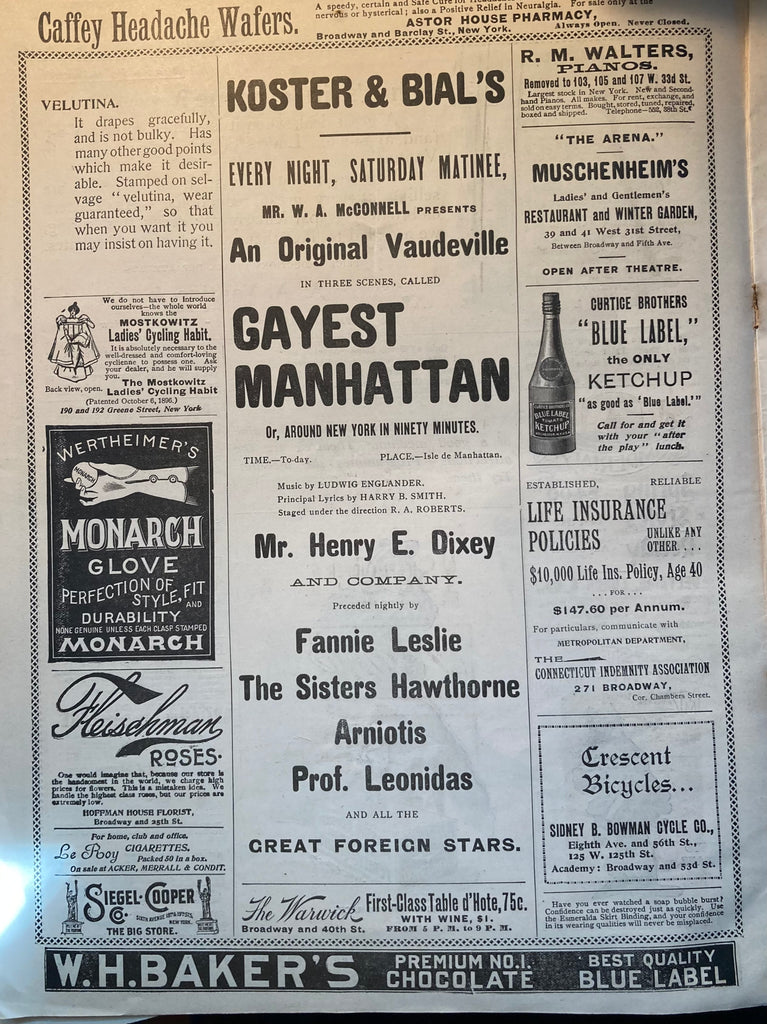 Caffey Headache Wafers.
A speedy, certain and Safe Cure for
nervous or hysterical; also a Positive Relief in Neuralgia. For sale only at the
ASTOR HOUSE PHARMACY,
Broadway and Barclay St., New York. Always Open. Never Closed.
VELUTINA.
It drapes gracefully,
and is not bulky. Has
many other good points
which make it desir-
able. Stamped on sel-
vage "velutina, wear
guaranteed," so that
when you want it you
may insist on having it.
We do not have to Introduce
ourselves—the whole world
knows the
MOSTKOWITZ
Ladies' Cycling Habit.
It is absolutely necessary to the
well-dressed and comfort-loving
cyclienne to possess one. Ask
your dealer, and he will supply
you.
Back view, open.
The Mostkowitz
Ladies' Cycling Habit
(Patented October 6, 1896.)
190 and 192 Greene Street, New York
WERTHEIMER'S
MONARCH
MONARCH
GLOVE
PERFECTION OF
STYLE, FIT
AND
DURABILITY
NONE GENUINE UNLESS EACH CLASP STAMPED
MONARCH
Fleischman
ROSES.
One would imagine that, because our store is
the handsomest in the world, we charge high
prices for flowers. This is a mistaken idea. We
handle the highest class roses, but our prices are
extremely low.
HOFFMAN HOUSE FLORIST,
Broadway and 25th St.
For home, club and office.
Le Roy CIGARETTES.
Packed 50 in a box.
On sale at ACKER, MERRALL & CONDIT.
SIEGEL-COOPER
CO.
NEW YORK.
THE BIG STORE.
KOSTER & BIAL'S
EVERY NIGHT, SATURDAY MATINEE,
MR. W. A. McCONNELL PRESENTS
An Original Vaudeville
IN THREE SCENES, CALLED
GAYEST
MANHATTAN
Or, AROUND NEW YORK IN NINETY MINUTES.
TIME.—To-day. PLACE.—Isle de Manhattan.
Music by LUDWIG ENGLANDER.
Principal Lyrics by HARRY B. SMITH.
Staged under the direction R. A. ROBERTS.
Mr. Henry E. Dixey
AND COMPANY.
Preceded nightly by
Fannie Leslie
The Sisters Hawthorne
Arniotis
Prof. Leonidas
AND ALL THE
GREAT FOREIGN STARS.
The Warwick First-Class Table d'Hote, 75c.
WITH WINE, $1.
Broadway and 40th St. FROM 5 P. M. to 9 P. M.
R. M. WALTERS,
PIANOS.
Removed to 103, 105 and 107 W. 33d St.
Largest stock in New York. New and Second-
hand Pianos. All makes. For rent, exchange, and
sold on easy terms. Bought, stored, tuned, repaired,
boxed and shipped. Telephone—552, 38th St.
"THE ARENA."
MUSCHENHEIM'S
Ladies' and Gentlemen's
RESTAURANT and WINTER GARDEN,
39 and 41 West 31st Street,
Between Broadway and Fifth Ave.
OPEN AFTER THEATRE.
CURTICE BROTHERS
"BLUE LABEL,"
the ONLY
KETCHUP
"as good as 'Blue Label.'"
Call for and get it
with your "after
the play" lunch.
BLUE LABEL
KETCHUP
ESTABLISHED, RELIABLE
LIFE INSURANCE
POLICIES UNLIKE ANY
OTHER....
$10,000 Life Ins. Policy, Age 40
...FOR...
$147.60 per Annum.
For particulars, communicate with
METROPOLITAN DEPARTMENT,
THE
CONNECTICUT INDEMNITY ASSOCIATION
271 BROADWAY,
Cor. Chambers Street.
Crescent
Bicycles...
SIDNEY B. BOWMAN CYCLE CO.,
Eighth Ave. and 56th St.,
125 W. 125th St.
Academy: Broadway and 53d St.
Have you ever watched a soap bubble burst?
Confidence can be destroyed just as quickly. Use
the Esmeralda Skirt Binding, and your confidence
in its wearing qualities will never be misplaced.
W.H.BAKER'S PREMIUM NO.1. CHOCOLATE BEST QUALITY BLUE LABEL